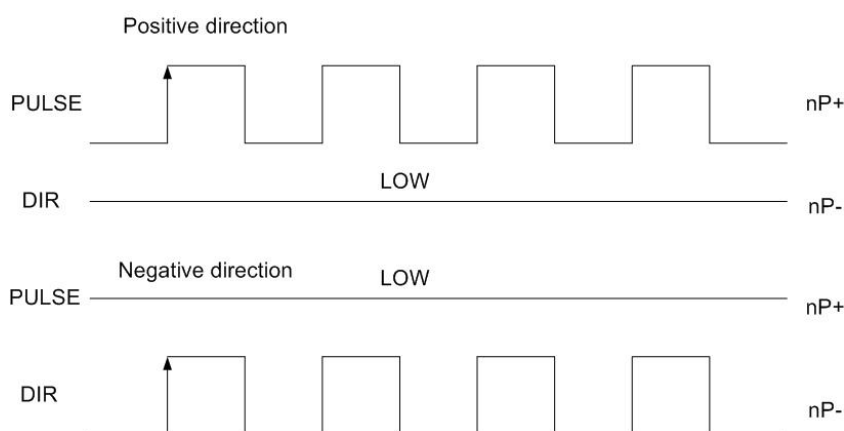 Positive direction
PULSE nP+
LOW
DIR nP-
Negative direction LOW
PULSE nP+
DIR nP-